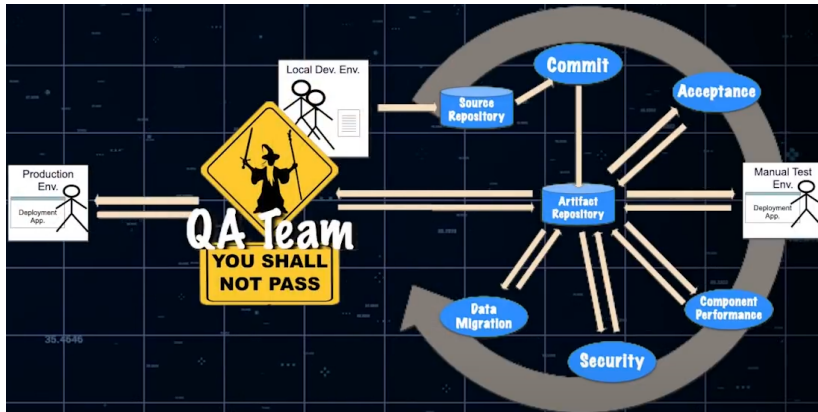 Local Dev. Env.
Commit
Source
Repository
Acceptance
Production
Env.
Deployment
App.
Manual Test
Env.
Deployment
App.
Artifact
Repository
QA Team
YOU SHALL
NOT PASS
Data
Migration
Component
Performance
Security
35.4646